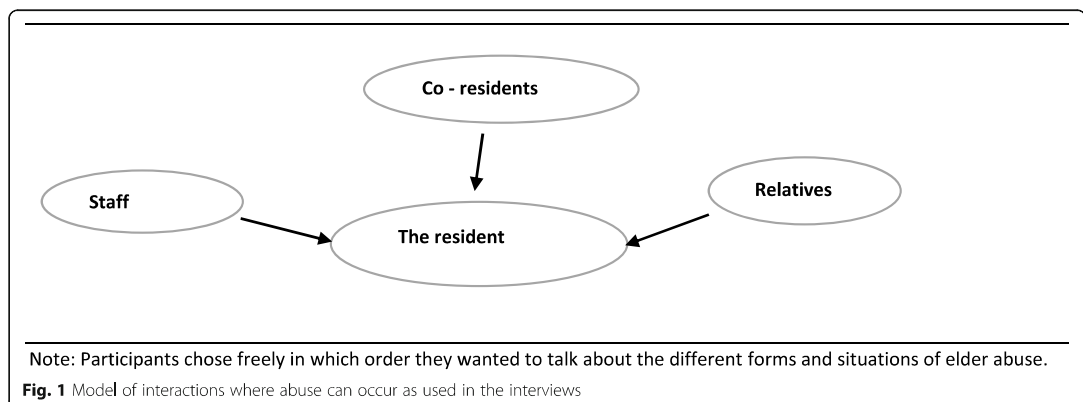 Co - residents
Staff
Relatives
The resident
Note: Participants chose freely in which order they wanted to talk about the different forms and situations of elder abuse.
Fig. 1 Model of interactions where abuse can occur as used in the interviews